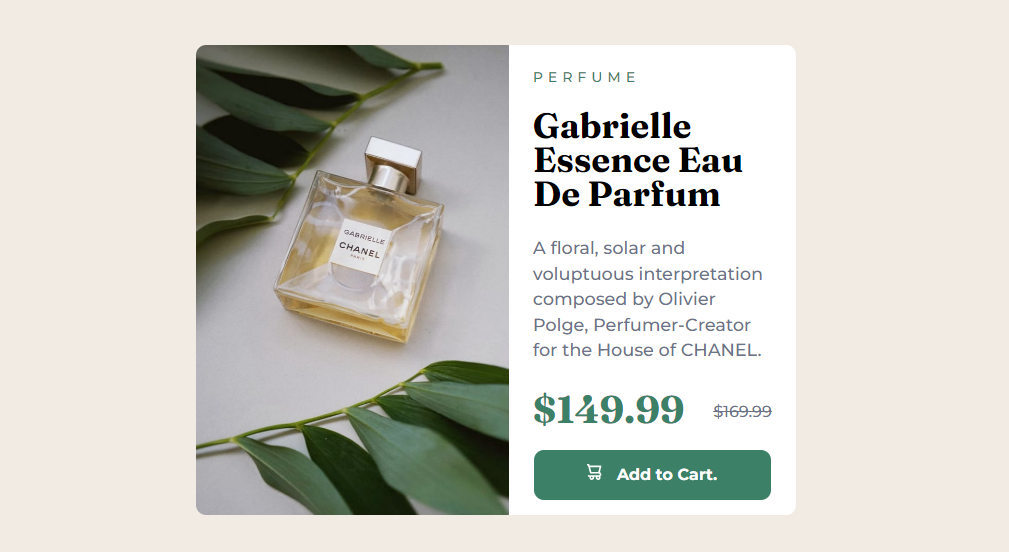 GABRIELLE
CHANEL
PARIS
PERFUME
Gabrielle
Essence Eau
De Parfum
A floral, solar and
voluptuous interpretation
composed by Olivier
Polge, Perfumer-Creator
for the House of CHANEL.
$149.99 $169.99
Add to Cart.